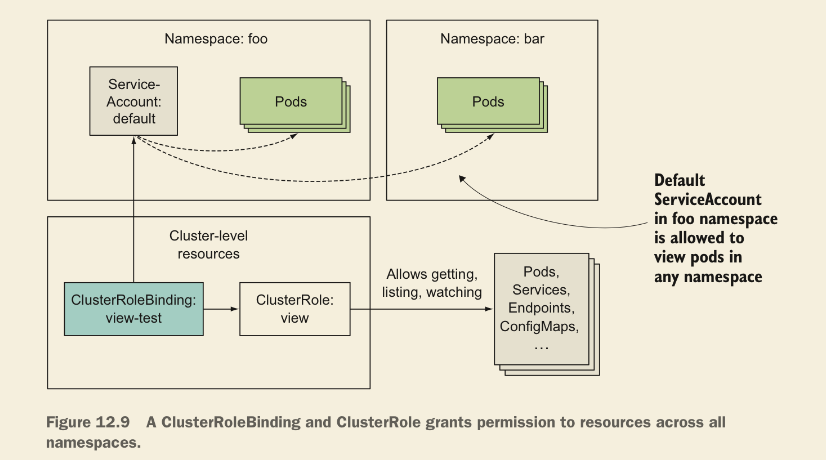 Namespace: foo
Namespace: bar
Service-
Account:
default
Pods
Pods
Default
ServiceAccount
in foo namespace
is allowed to
view pods in
any namespace
Cluster-level
resources
ClusterRoleBinding:
view-test
ClusterRole:
view
Allows getting,
listing, watching
Pods,
Services,
Endpoints,
ConfigMaps,
...
Figure 12.9 A ClusterRoleBinding and ClusterRole grants permission to resources across all
namespaces.